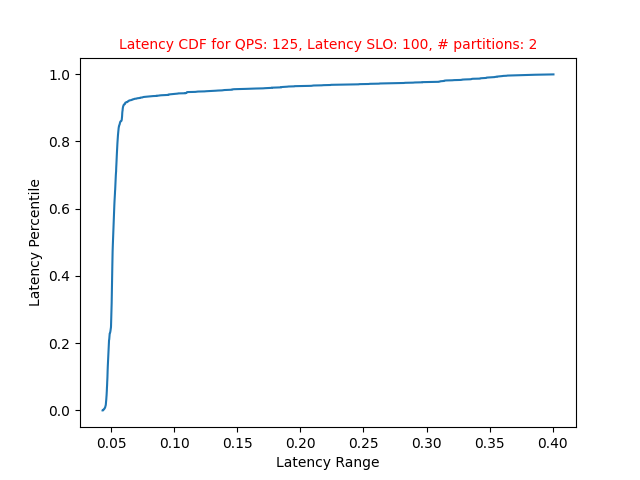 Latency CDF for QPS: 125, Latency SLO: 100, # partitions: 2
1.0
0.8
0.6
0.4
0.2
0.0
Latency Percentile
0.05 0.10 0.15 0.20 0.25 0.30 0.35 0.40
Latency Range